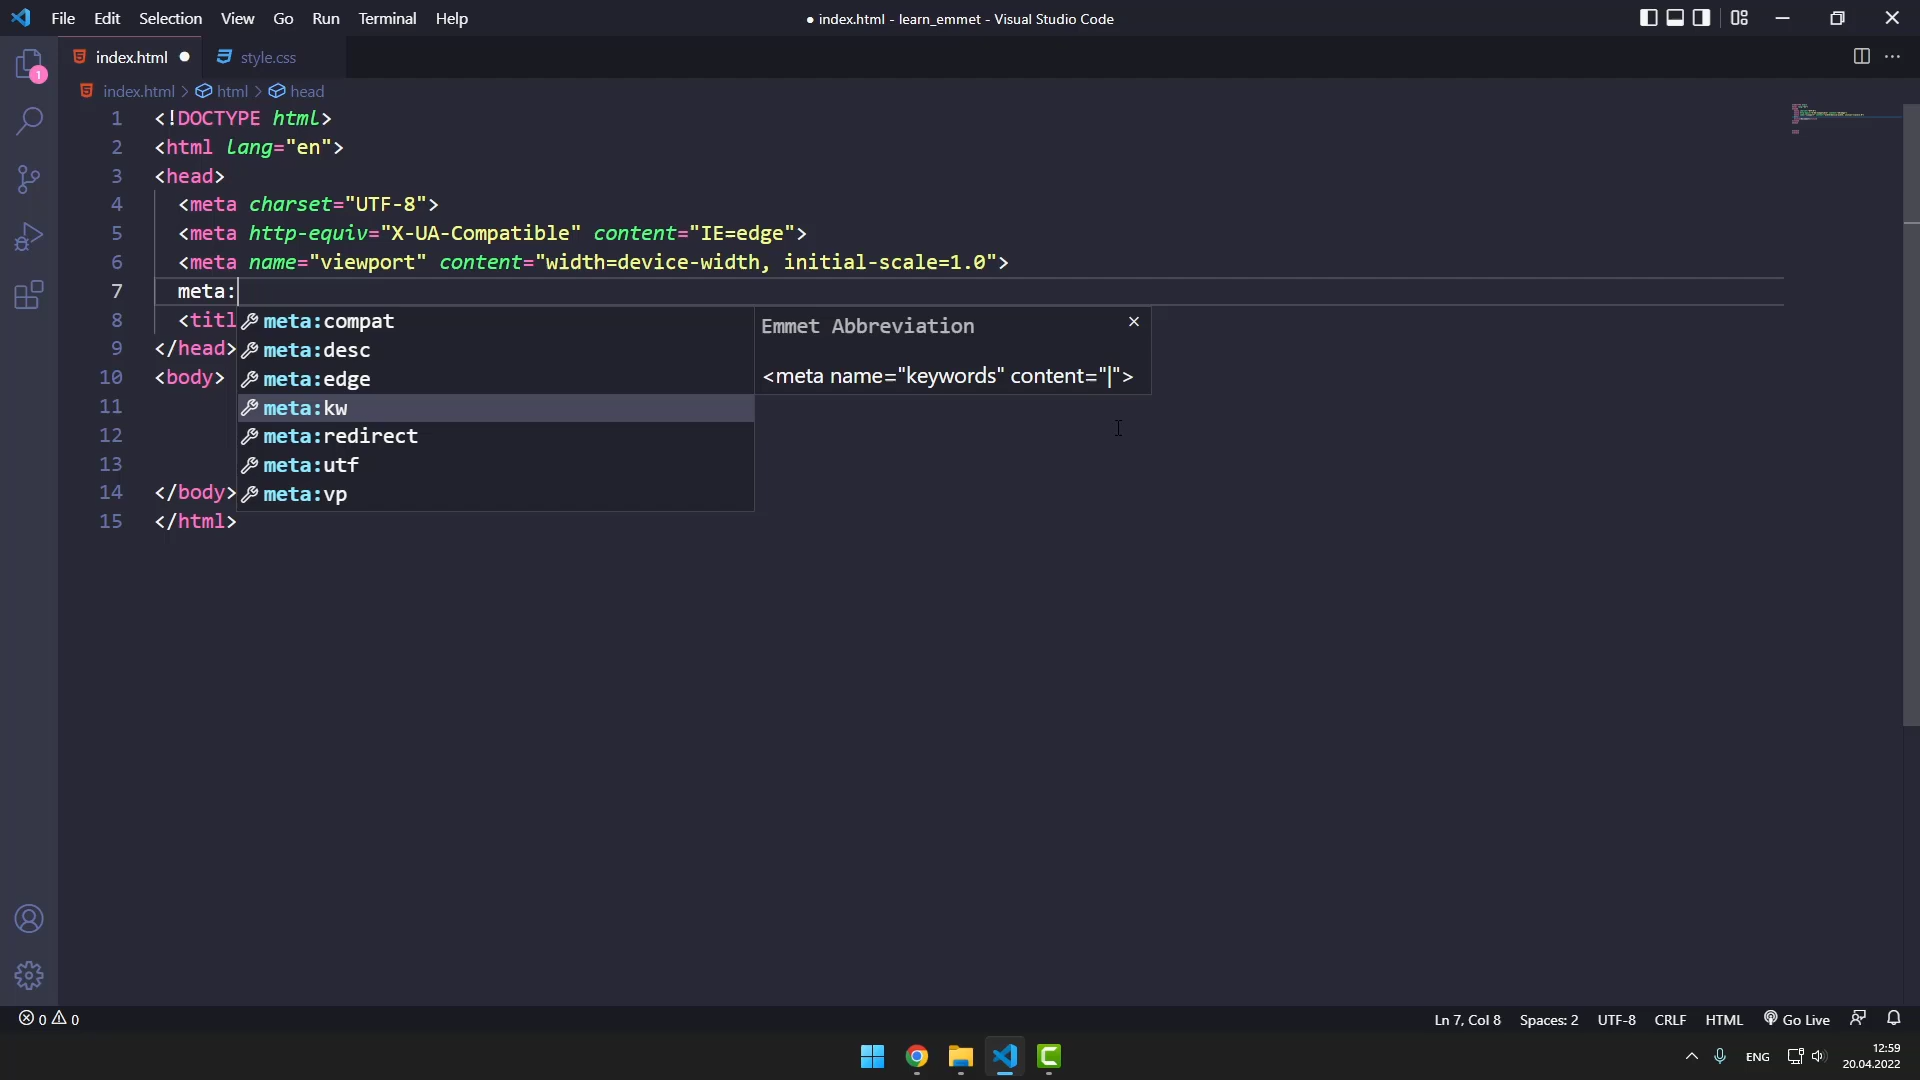 File Edit Selection View Go Run Terminal Help
● index.html - learn_emmet - Visual Studio Code
index.html ●
style.css
1
index.html > html > head
1 <!DOCTYPE html>
2 <html lang="en">
3 <head>
4 <meta charset="UTF-8">
5 <meta http-equiv="X-UA-Compatible" content="IE=edge">
6 <meta name="viewport" content="width=device-width, initial-scale=1.0">
7 meta:
8 <titl
meta:compat
Emmet Abbreviation
9 </head>
meta:desc
10 <body>
meta:edge
<meta name="keywords" content="|">
11
meta:kw
12
meta:redirect
13
meta:utf
14 </body>
meta:vp
15 </html>
0 0
Ln 7, Col 8 Spaces: 2 UTF-8 CRLF HTML Go Live
ENG
12:59
20.04.2022